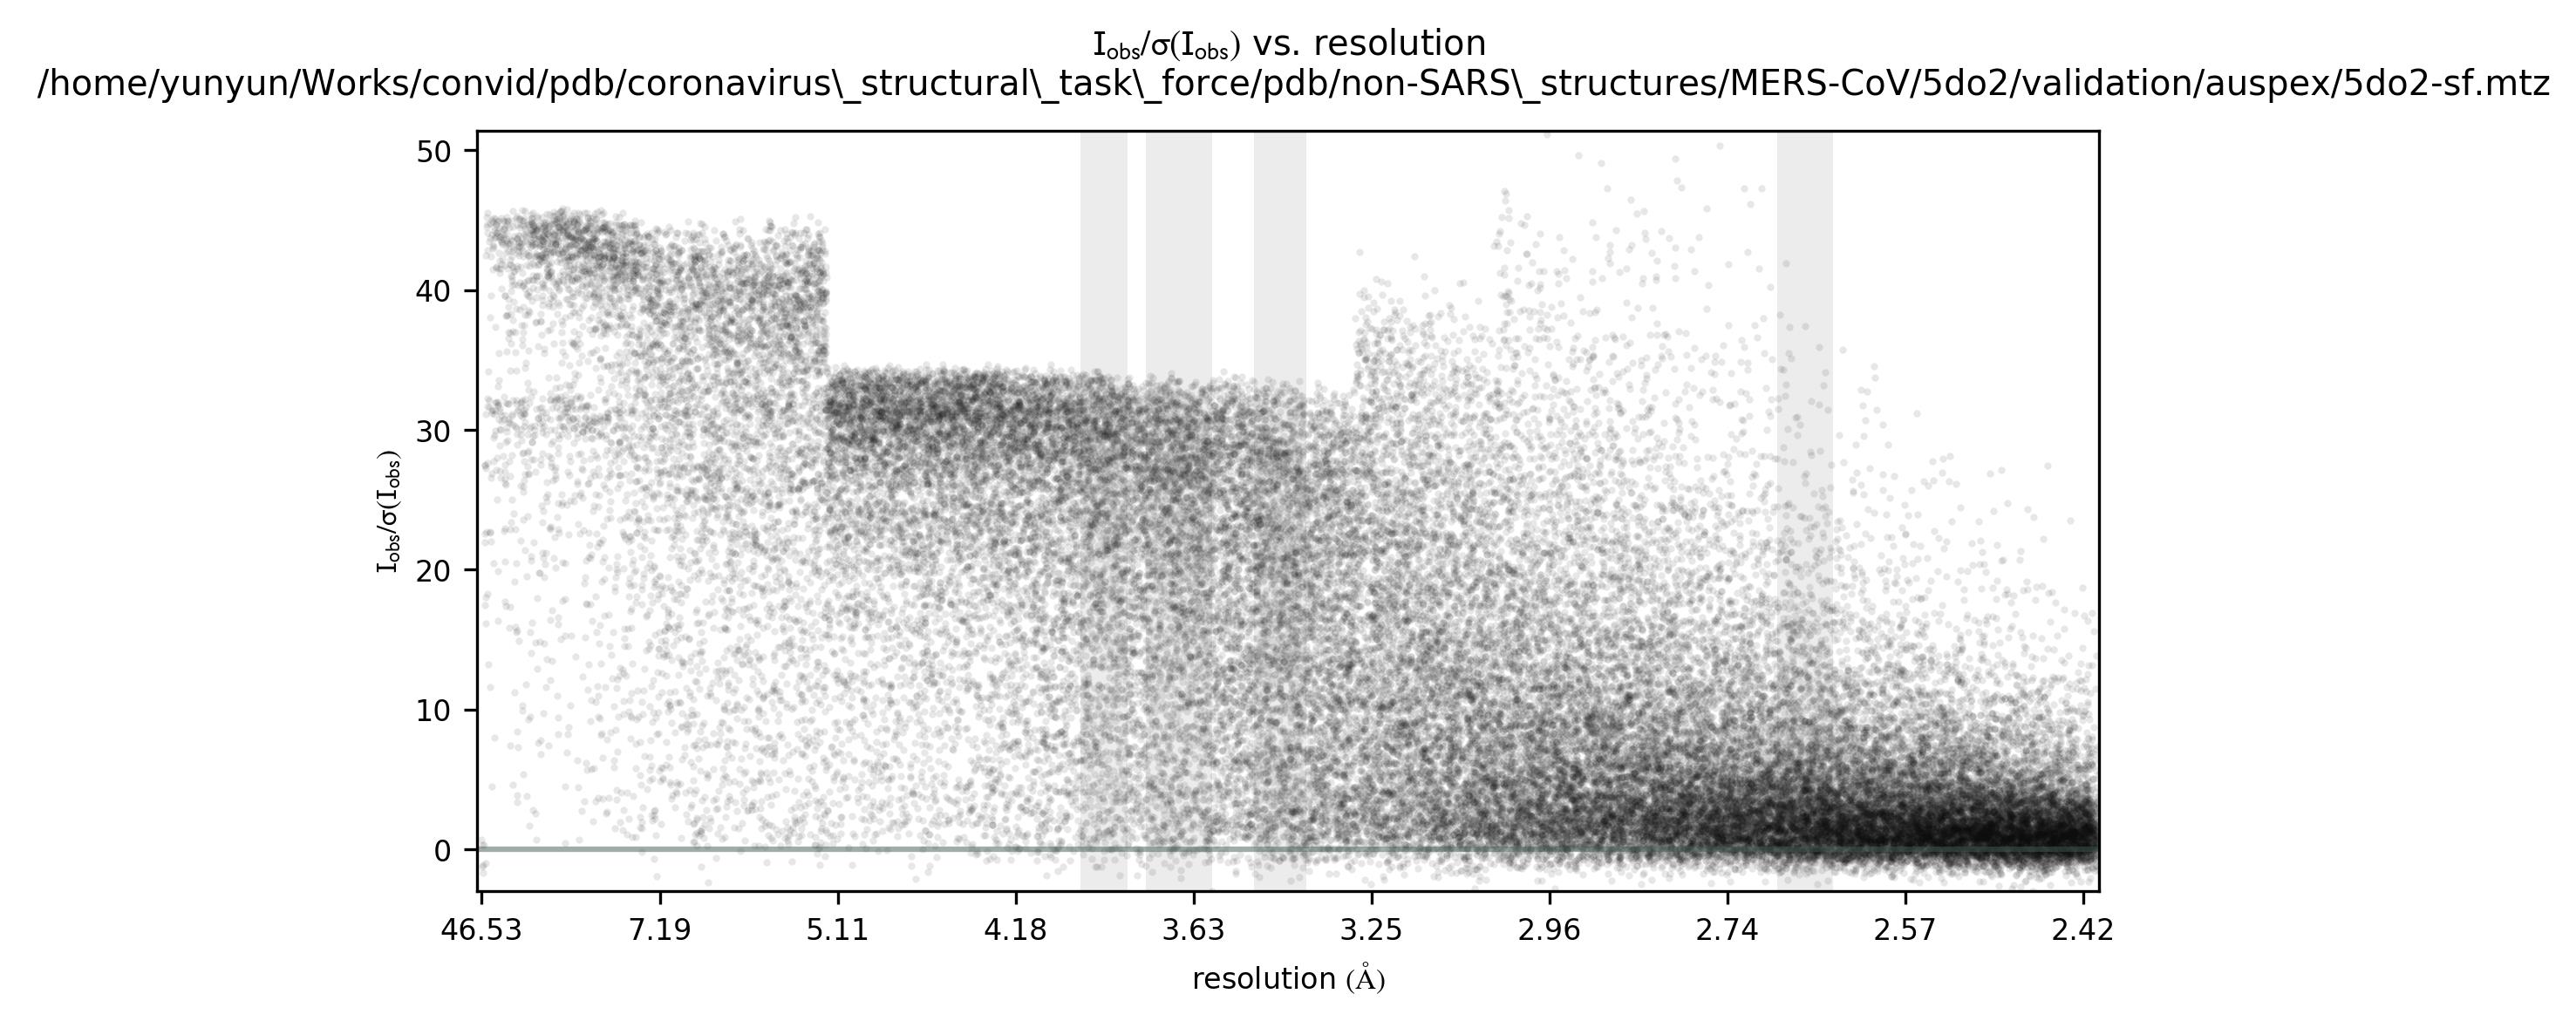 Iobs/σ(Iobs) vs. resolution
/home/yunyun/Works/convid/pdb/coronavirus\_structural\_task\_force/pdb/non-SARS\_structures/MERS-CoV/5do2/validation/auspex/5do2-sf.mtz
50
40
30
20
10
0
Iobs/σ(Iobs)
46.53 7.19 5.11 4.18 3.63 3.25 2.96 2.74 2.57 2.42
resolution (Å)